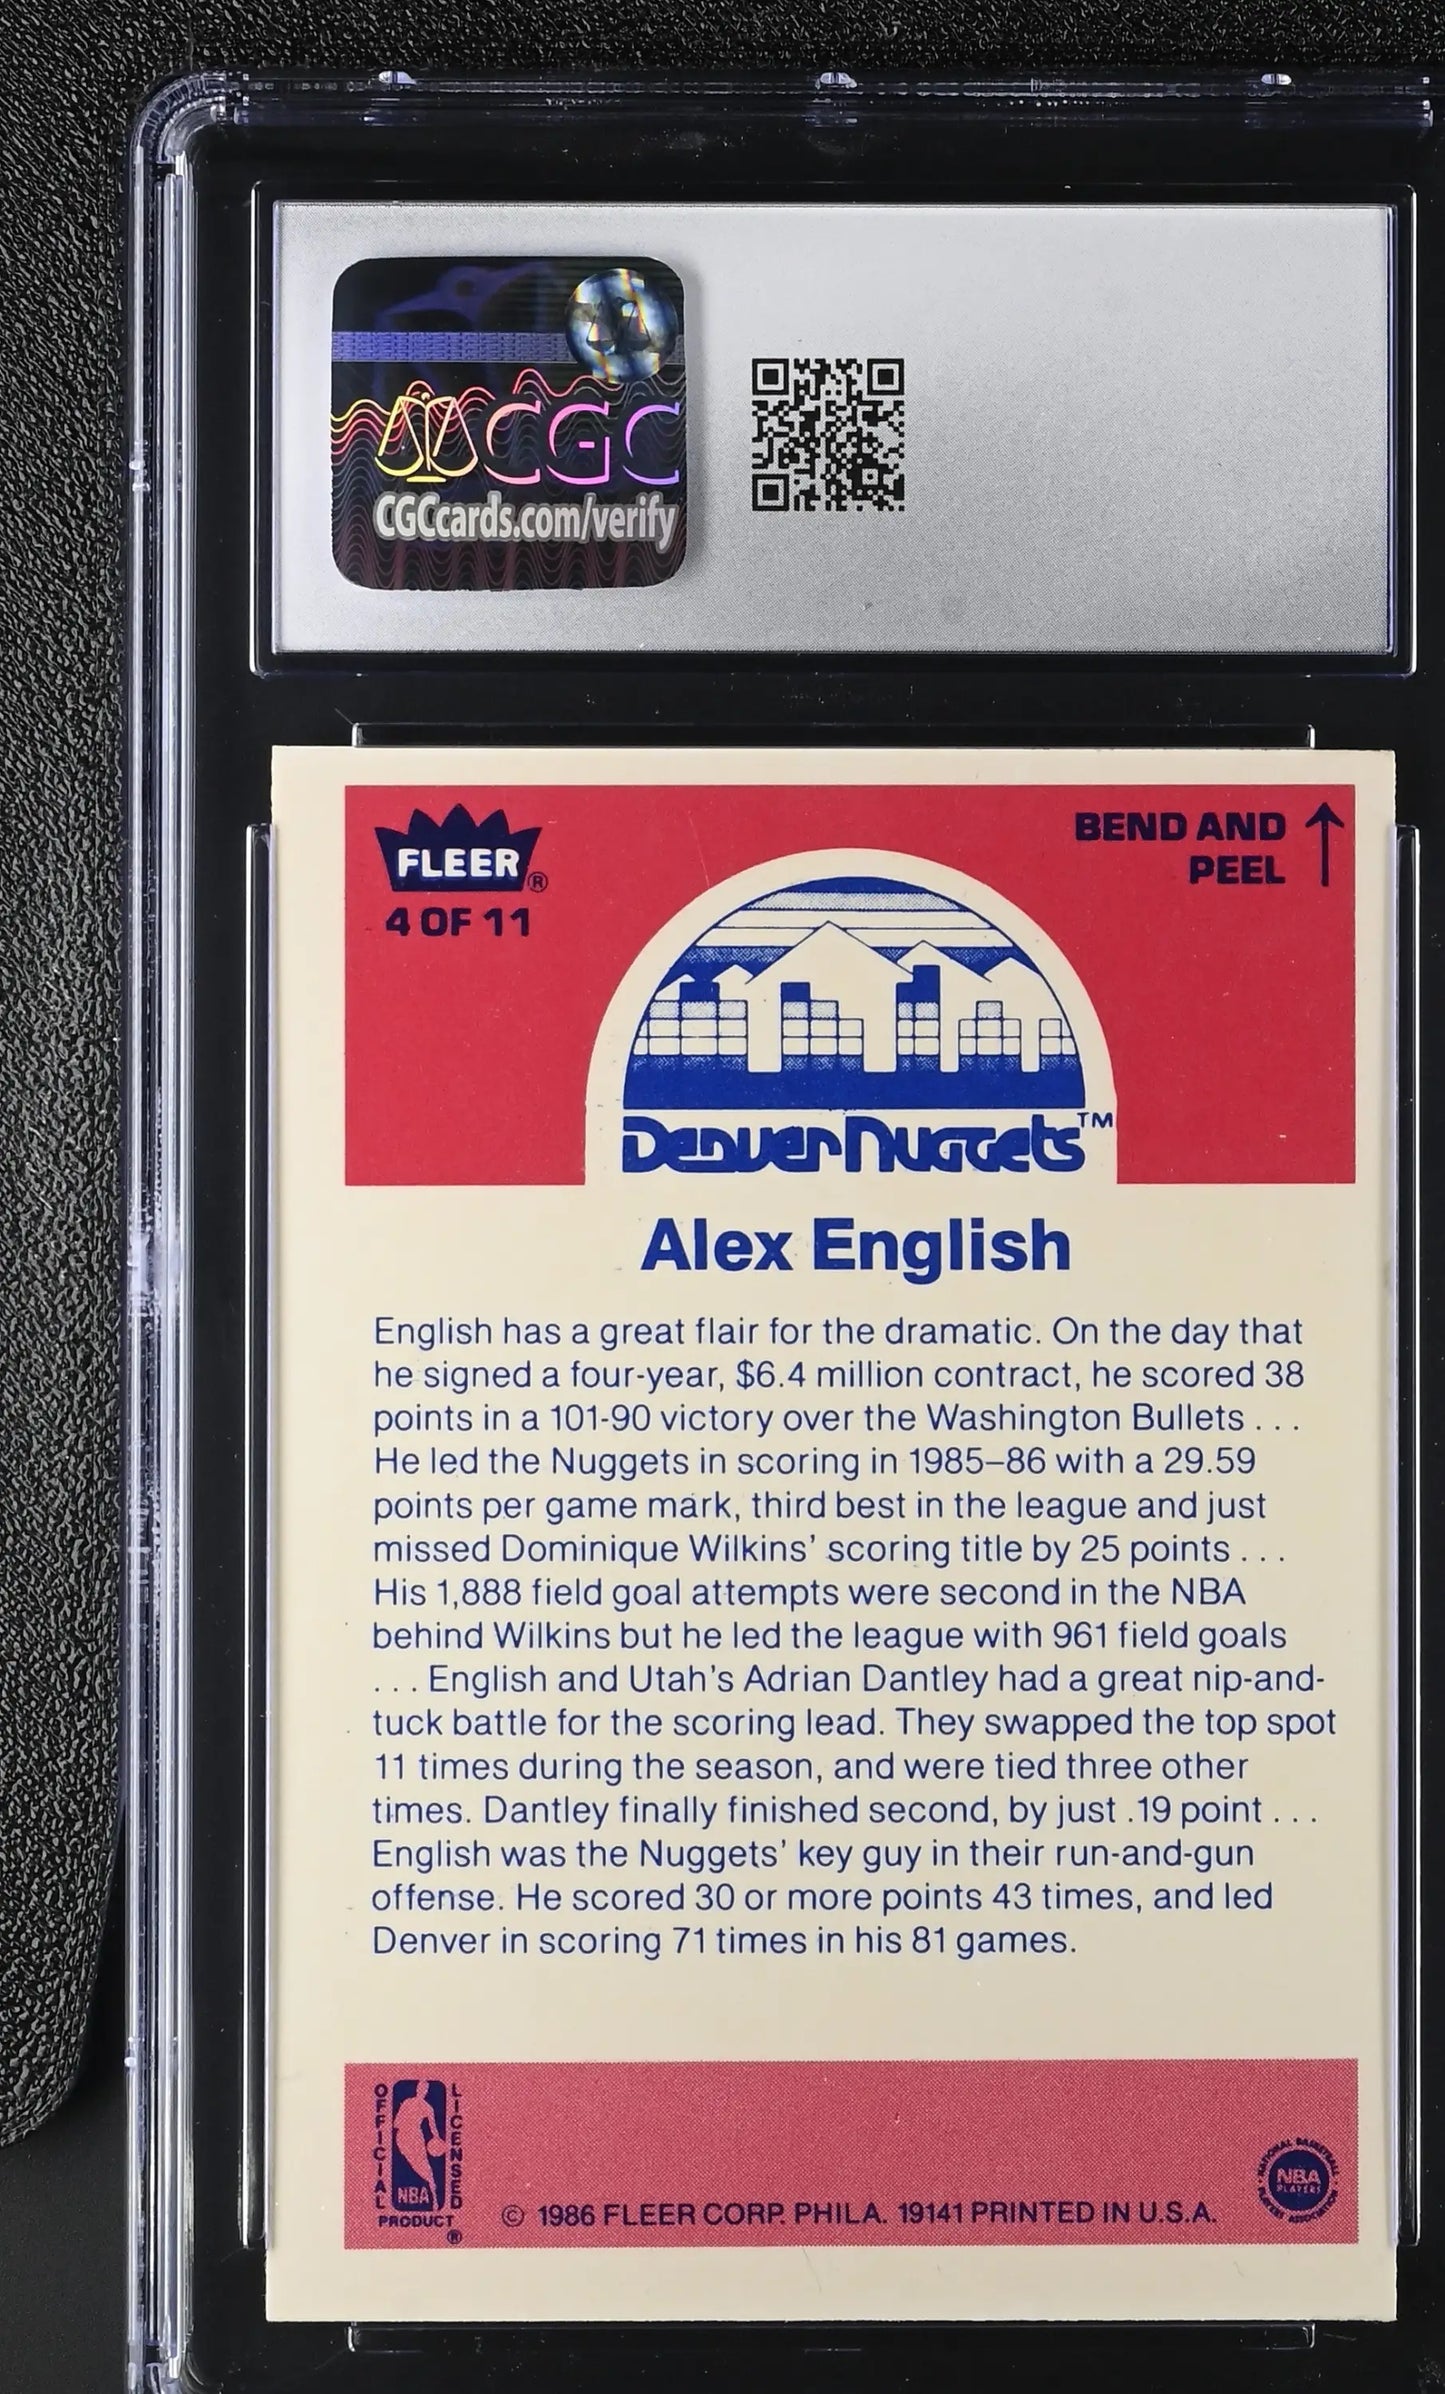 CGC
CGCcards.com/verify
FLEER®
4 OF 11
BEND AND
PEEL
Denver Nuggets™
Alex English
English has a great flair for the dramatic. On the day that
he signed a four-year, $6.4 million contract, he scored 38
points in a 101-90 victory over the Washington Bullets . . .
He led the Nuggets in scoring in 1985–86 with a 29.59
points per game mark, third best in the league and just
missed Dominique Wilkins' scoring title by 25 points . . .
His 1,888 field goal attempts were second in the NBA
behind Wilkins but he led the league with 961 field goals
. . . English and Utah's Adrian Dantley had a great nip-and-
tuck battle for the scoring lead. They swapped the top spot
11 times during the season, and were tied three other
times. Dantley finally finished second, by just .19 point . . .
English was the Nuggets' key guy in their run-and-gun
offense. He scored 30 or more points 43 times, and led
Denver in scoring 71 times in his 81 games.
OFFICIAL
LICENSED
NBA
PRODUCT
®
© 1986 FLEER CORP. PHILA. 19141 PRINTED IN U.S.A.
NATIONAL BASKETBALL
NBA
PLAYERS
PLAYERS ASSOCIATION